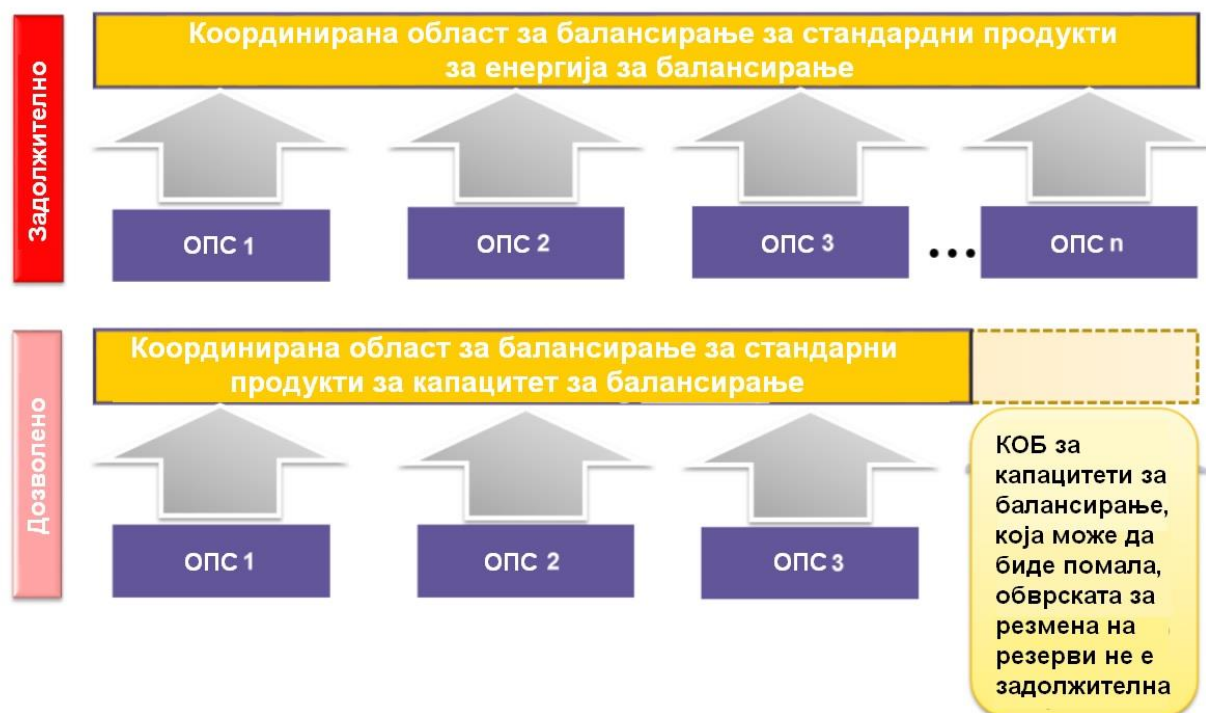 Задолжително
Координирана област за балансирање за стандардни продукти
за енергија за балансирање
ОПС 1
ОПС 2
ОПС 3
...
ОПС n
Дозволено
Координирана област за балансирање за стандарни
продукти за капацитет за балансирање
ОПС 1
ОПС 2
ОПС 3
КОБ за
капацитети за
балансирање,
која може да
биде помала,
обврската за
резмена на
резерви не е
задолжителна